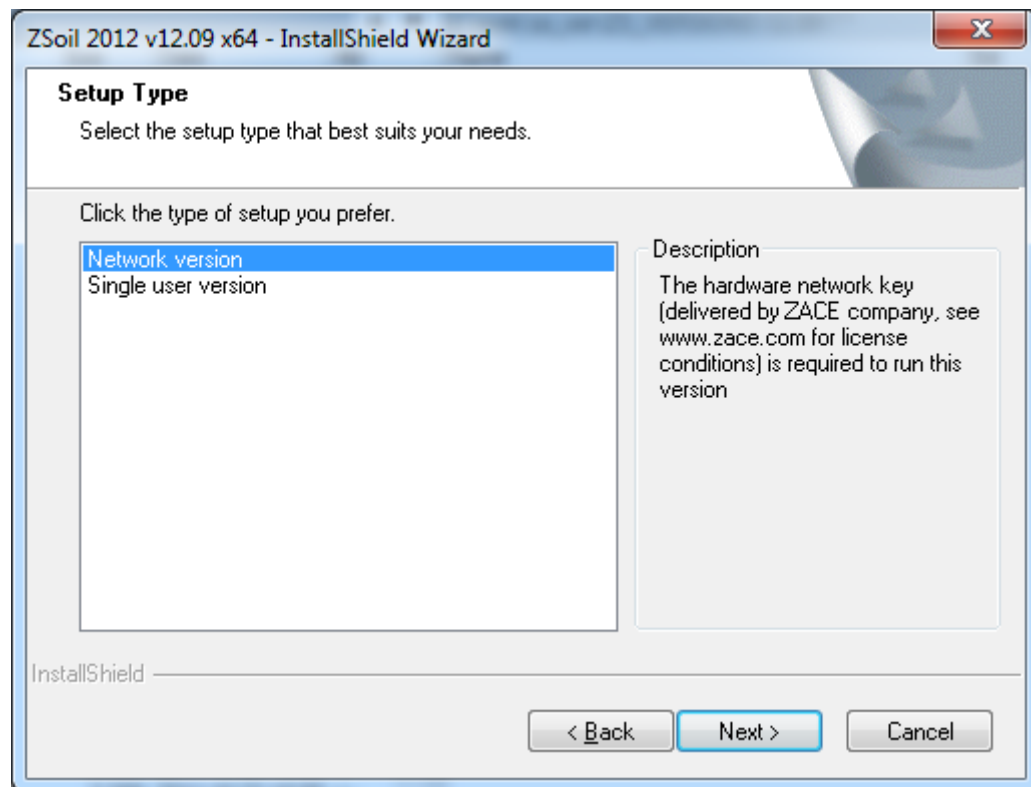 ZSoil 2012 v12.09 x64 - InstallShield Wizard
Setup Type
Select the setup type that best suits your needs.
Click the type of setup you prefer.
Network version
Single user version
Description
The hardware network key
(delivered by ZACE company, see
www.zace.com for license
conditions) is required to run this
version
InstallShield
< Back
Next >
Cancel